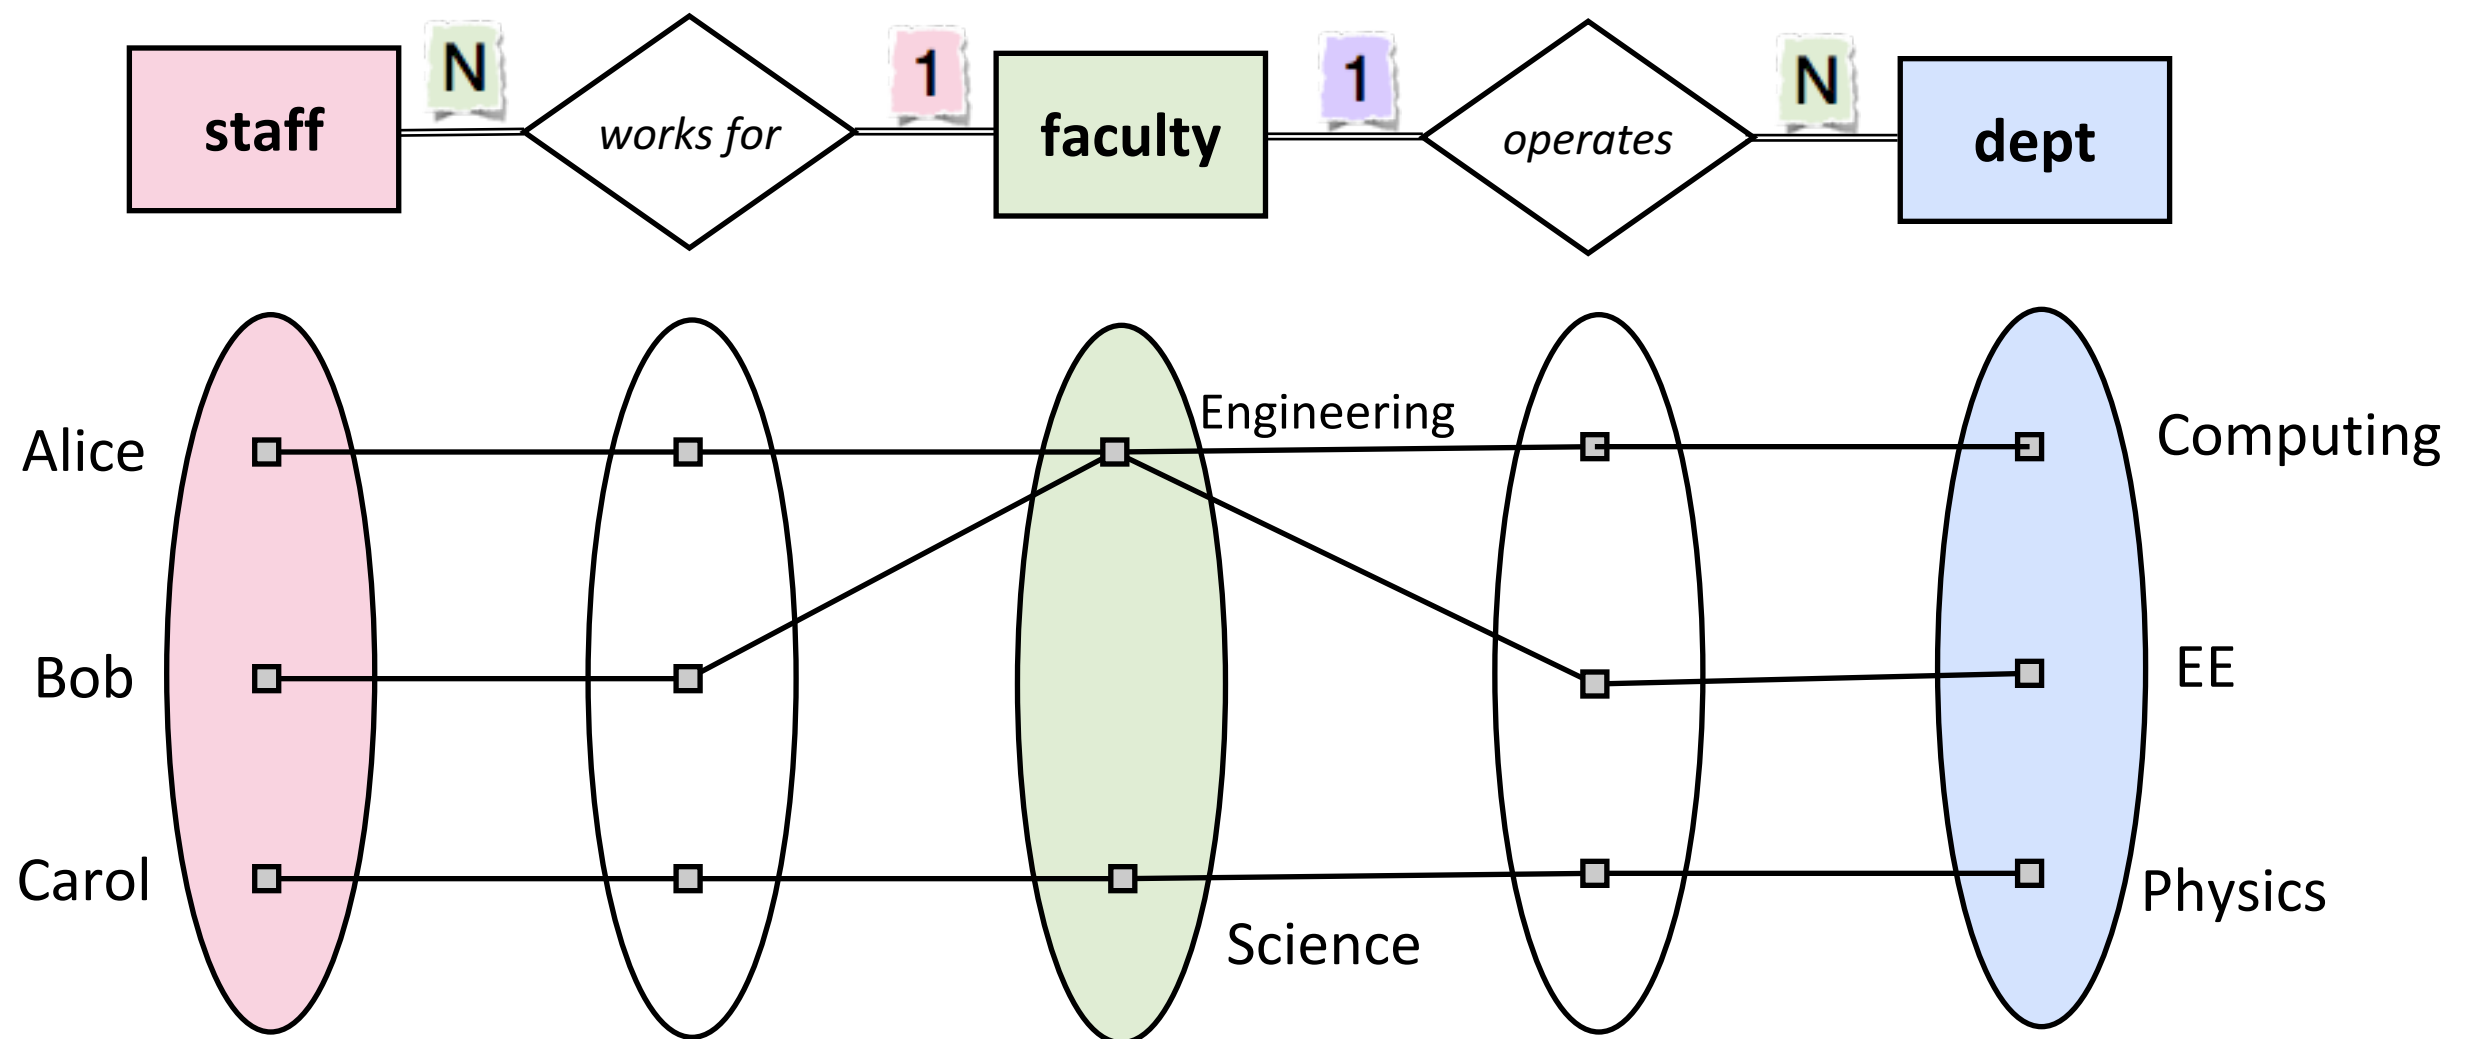 staff
N
works for
1
faculty
1
operates
N
dept
Engineering
Alice
Computing
Bob
EE
Carol
Physics
Science